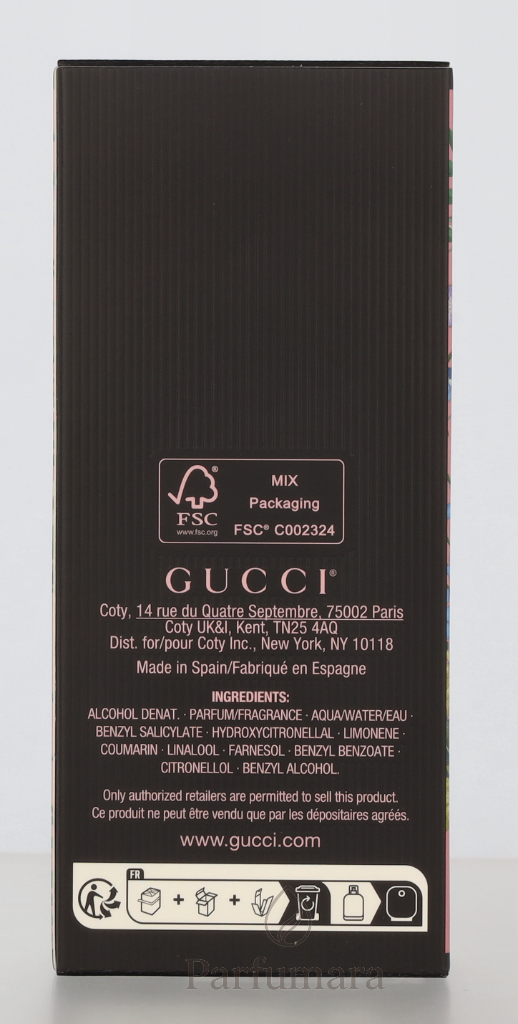 MIX
Packaging
FSC® C002324
FSC
www.fsc.org
GUCCI®
Coty, 14 rue du Quatre Septembre, 75002 Paris
Coty UK&I, Kent, TN25 4AQ
Dist. for/pour Coty Inc., New York, NY 10118
Made in Spain/Fabriqué en Espagne
INGREDIENTS:
ALCOHOL DENAT. · PARFUM/FRAGRANCE · AQUA/WATER/EAU ·
BENZYL SALICYLATE · HYDROXYCITRONELLAL · LIMONENE ·
COUMARIN · LINALOOL · FARNESOL · BENZYL BENZOATE ·
CITRONELLOL · BENZYL ALCOHOL.
Only authorized retailers are permitted to sell this product.
Ce produit ne peut être vendu que par les dépositaires agréés.
www.gucci.com
FR
+ +
Parfumara